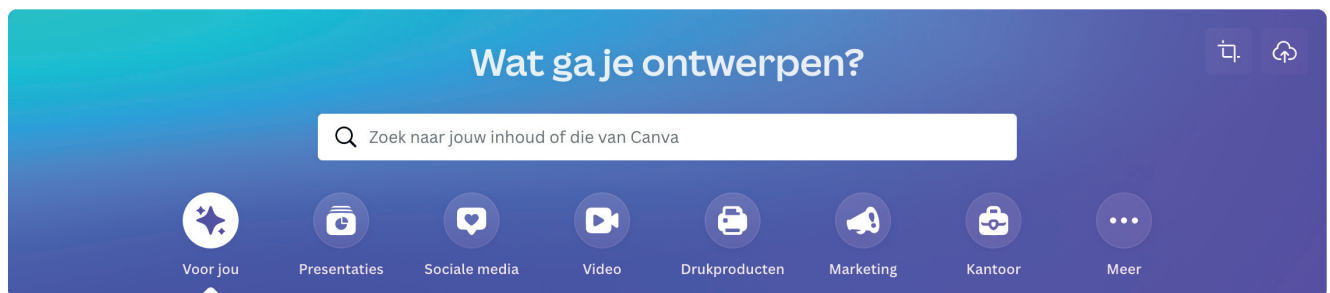 Wat ga je ontwerpen?
Zoek naar jouw inhoud of die van Canva
Voor jou Presentaties Sociale media Video Drukproducten Marketing Kantoor Meer